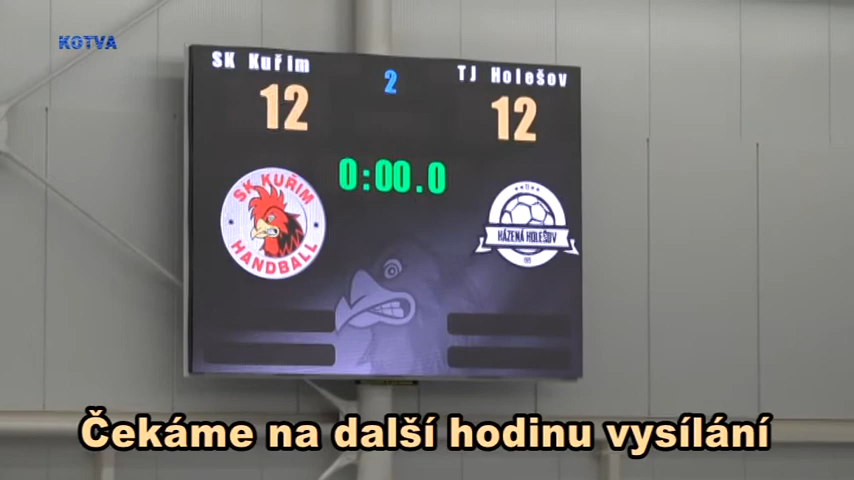 KOTVA
SK Kuřim
2
TJ Holešov
12
12
0:00.0
SK KUŘIM
HANDBALL
HÁZENÁ HOLEŠOV
Čekáme na další hodinu vysílání